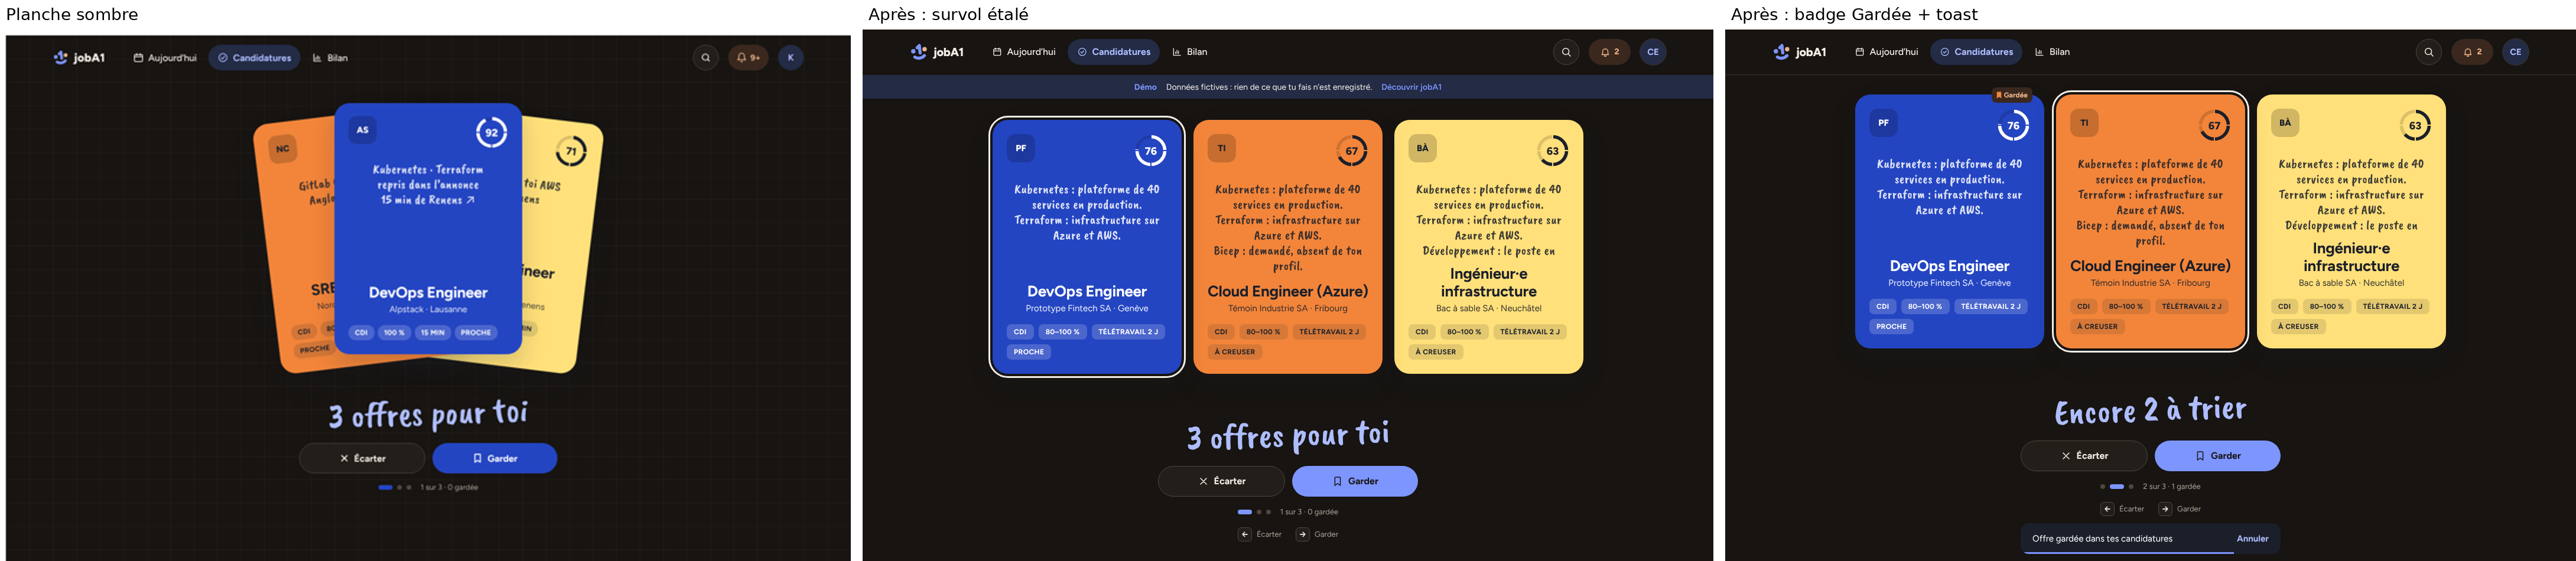 Planche sombre
jobA1
Aujourd'hui
Candidatures
Bilan
9+
K
NC
AS
92
71
GitLab
Anglo
Kubernetes · Terraform
repris dans l'annonce
15 min de Renens ↗
toi AWS
ens
SRE
Nor
CDI
PROCHE
DevOps Engineer
Alpstack · Lausanne
CDI
100 %
15 MIN
PROCHE
ineer
enens
IN
3 offres pour toi
Écarter
Garder
1 sur 3 · 0 gardée
Après : survol étalé
jobA1
Aujourd'hui
Candidatures
Bilan
2
CE
Démo Données fictives : rien de ce que tu fais n'est enregistré. Découvrir jobA1
PF
76
Kubernetes : plateforme de 40
services en production.
Terraform : infrastructure sur
Azure et AWS.
DevOps Engineer
Prototype Fintech SA · Genève
CDI
80–100 %
TÉLÉTRAVAIL 2 J
PROCHE
TI
67
Kubernetes : plateforme de 40
services en production.
Terraform : infrastructure sur
Azure et AWS.
Bicep : demandé, absent de ton
profil.
Cloud Engineer (Azure)
Témoin Industrie SA · Fribourg
CDI
80–100 %
TÉLÉTRAVAIL 2 J
À CREUSER
BÀ
63
Kubernetes : plateforme de 40
services en production.
Terraform : infrastructure sur
Azure et AWS.
Développement : le poste en
Ingénieur·e
infrastructure
Bac à sable SA · Neuchâtel
CDI
80–100 %
TÉLÉTRAVAIL 2 J
À CREUSER
3 offres pour toi
Écarter
Garder
1 sur 3 · 0 gardée
← Écarter
→ Garder
Après : badge Gardée + toast
jobA1
Aujourd'hui
Candidatures
Bilan
2
CE
Gardée
PF
76
Kubernetes : plateforme de 40
services en production.
Terraform : infrastructure sur
Azure et AWS.
DevOps Engineer
Prototype Fintech SA · Genève
CDI
80–100 %
TÉLÉTRAVAIL 2 J
PROCHE
TI
67
Kubernetes : plateforme de 40
services en production.
Terraform : infrastructure sur
Azure et AWS.
Bicep : demandé, absent de ton
profil.
Cloud Engineer (Azure)
Témoin Industrie SA · Fribourg
CDI
80–100 %
TÉLÉTRAVAIL 2 J
À CREUSER
BÀ
63
Kubernetes : plateforme de 40
services en production.
Terraform : infrastructure sur
Azure et AWS.
Développement : le poste en
Ingénieur·e
infrastructure
Bac à sable SA · Neuchâtel
CDI
80–100 %
TÉLÉTRAVAIL 2 J
À CREUSER
Encore 2 à trier
Écarter
Garder
2 sur 3 · 1 gardée
← Écarter
→ Garder
Offre gardée dans tes candidatures
Annuler